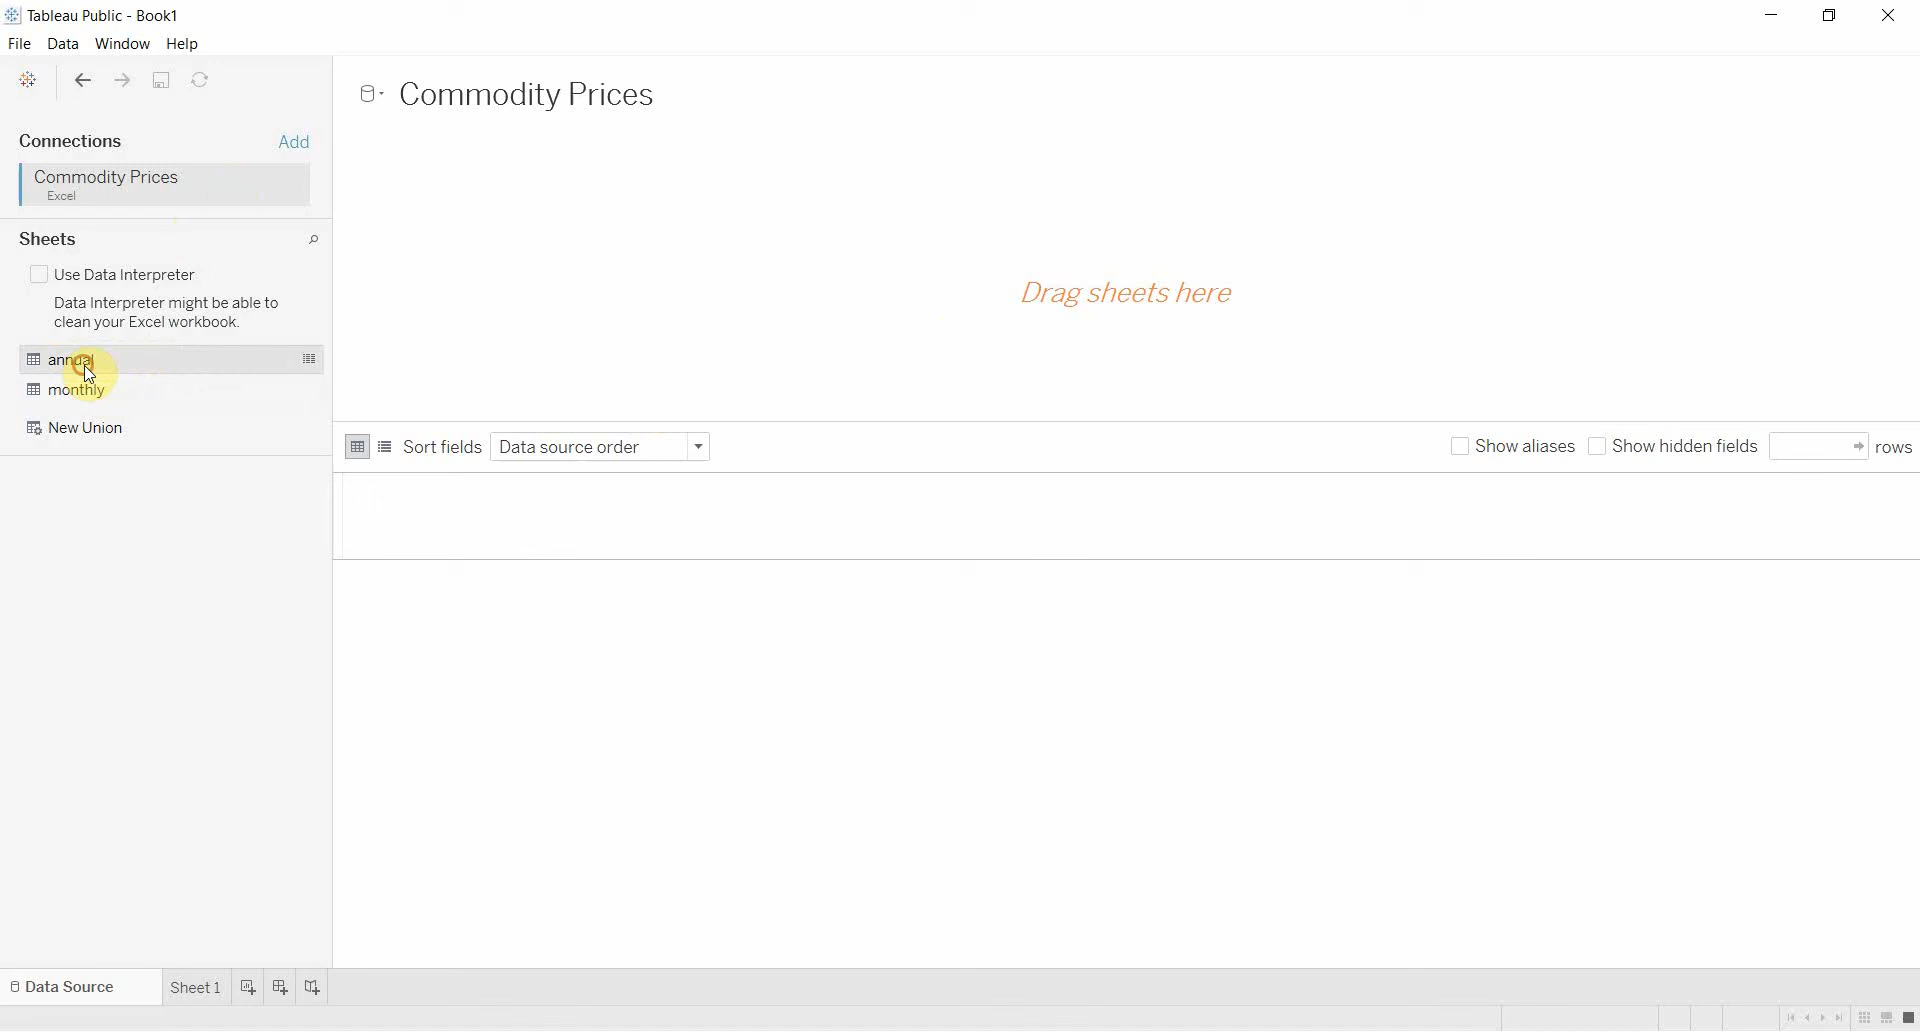 Tableau Public - Book1
File Data Window Help
Commodity Prices
Connections Add
Commodity Prices
Excel
Sheets
Use Data Interpreter
Data Interpreter might be able to
clean your Excel workbook.
annual
monthly
New Union
Drag sheets here
Sort fields Data source order Show aliases Show hidden fields rows
Data Source Sheet 1